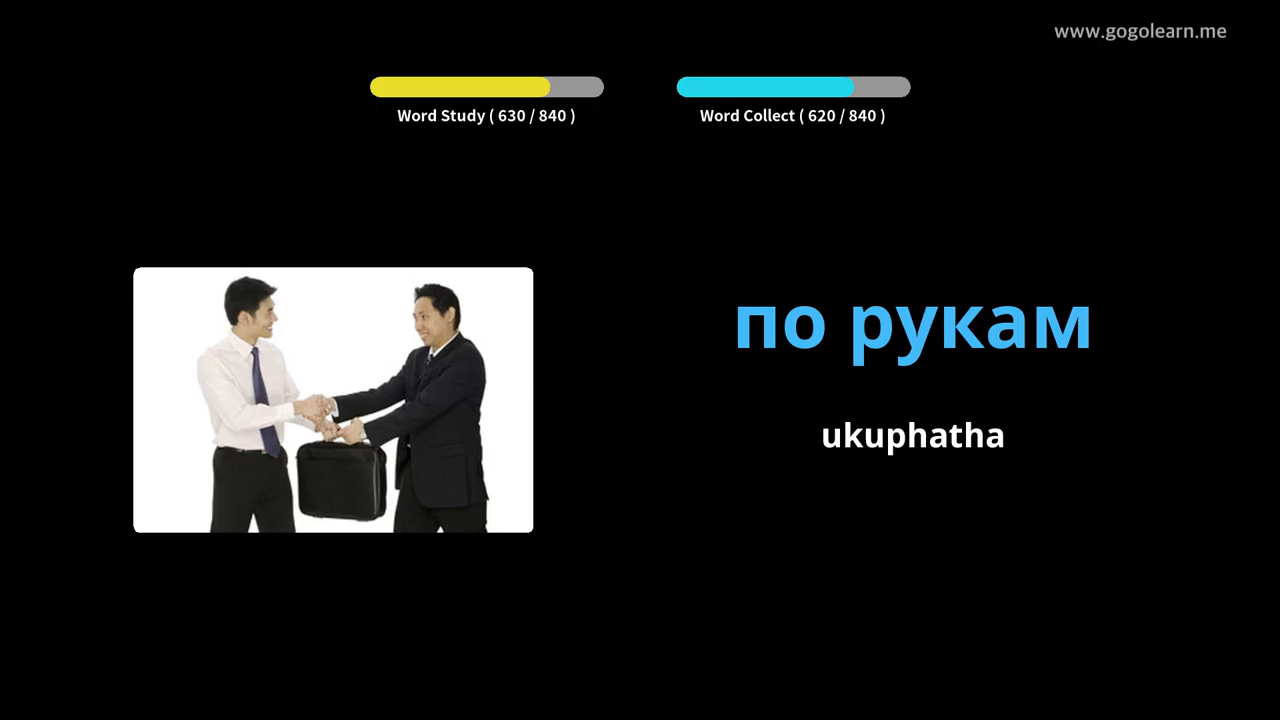 www.gogolearn.me
Word Study ( 630 / 840 )
Word Collect ( 620 / 840 )
по рукам
ukuphatha